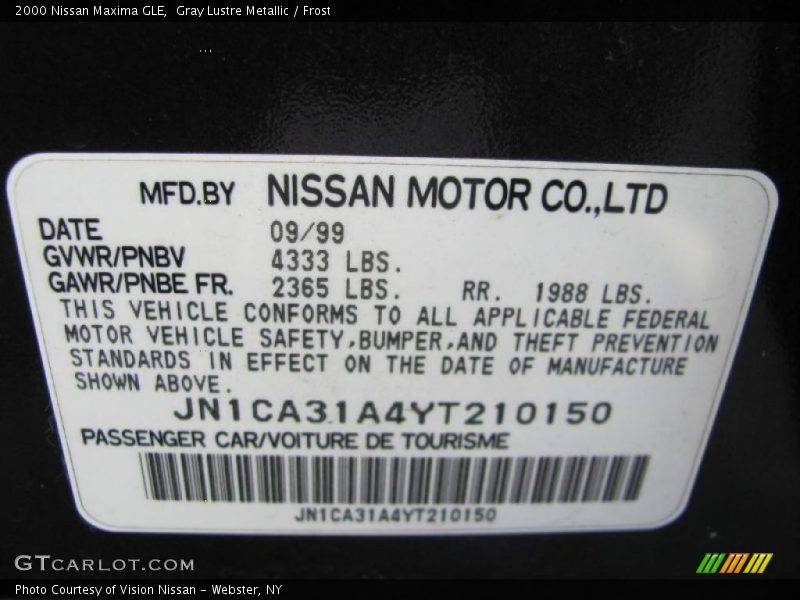 2000 Nissan Maxima GLE,  Gray Lustre Metallic / Frost
MFD.BY NISSAN MOTOR CO.,LTD
DATE 09/99
GVWR/PNBV 4333 LBS.
GAWR/PNBE FR. 2365 LBS. RR. 1988 LBS.
THIS VEHICLE CONFORMS TO ALL APPLICABLE FEDERAL
MOTOR VEHICLE SAFETY,BUMPER,AND THEFT PREVENTION
STANDARDS IN EFFECT ON THE DATE OF MANUFACTURE
SHOWN ABOVE.
JN1CA31A4YT210150
PASSENGER CAR/VOITURE DE TOURISME
JN1CA31A4YT210150
GTCARLOT.COM
Photo Courtesy of Vision Nissan - Webster, NY